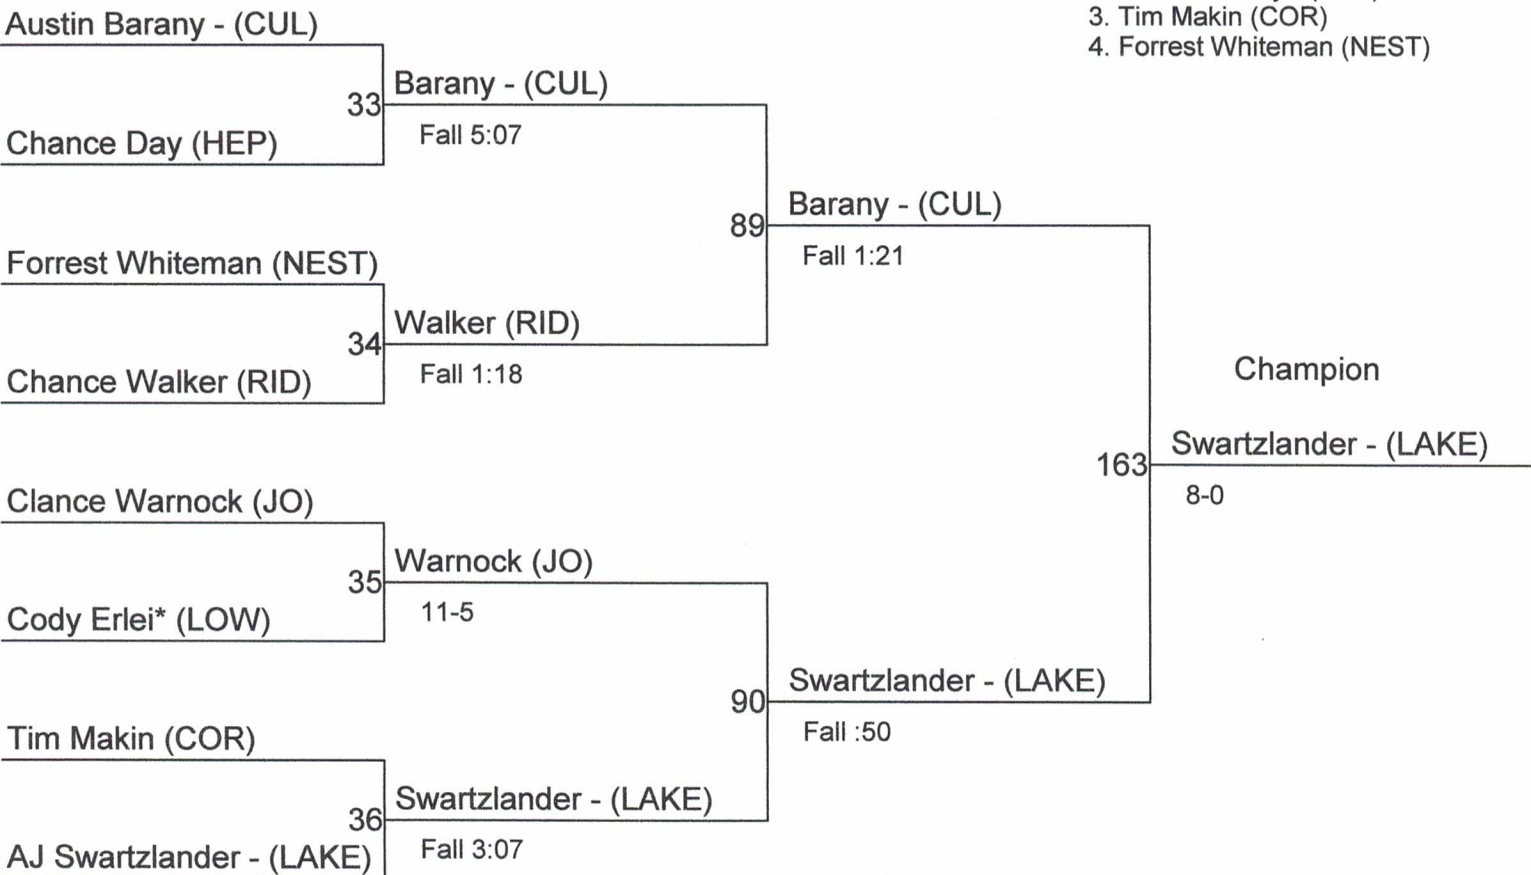 3. Tim Makin (COR)
4. Forrest Whiteman (NEST)
Austin Barany - (CUL)
33
Barany - (CUL)
Fall 5:07
Chance Day (HEP)
89
Barany - (CUL)
Fall 1:21
Forrest Whiteman (NEST)
34
Walker (RID)
Fall 1:18
Chance Walker (RID)
Champion
163
Swartzlander - (LAKE)
8-0
Clance Warnock (JO)
35
Warnock (JO)
11-5
Cody Erlei* (LOW)
90
Swartzlander - (LAKE)
Fall :50
Tim Makin (COR)
36
Swartzlander - (LAKE)
Fall 3:07
AJ Swartzlander - (LAKE)